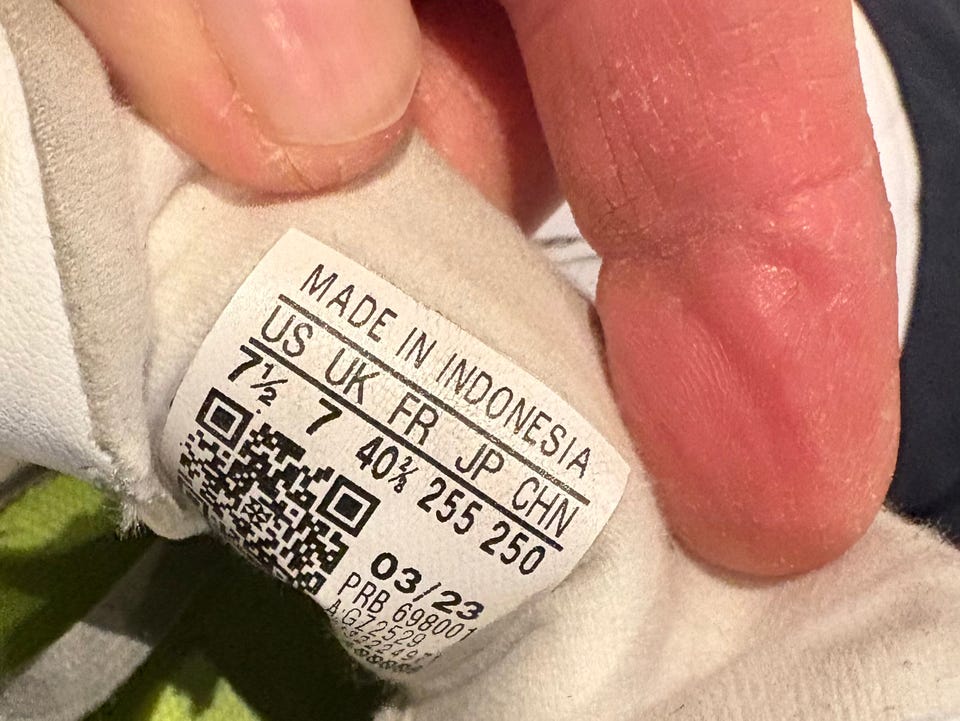 MADE IN INDONESIA
US UK FR JP CHN
7½ 7 40⅔ 255 250
03/23
PRB 698001